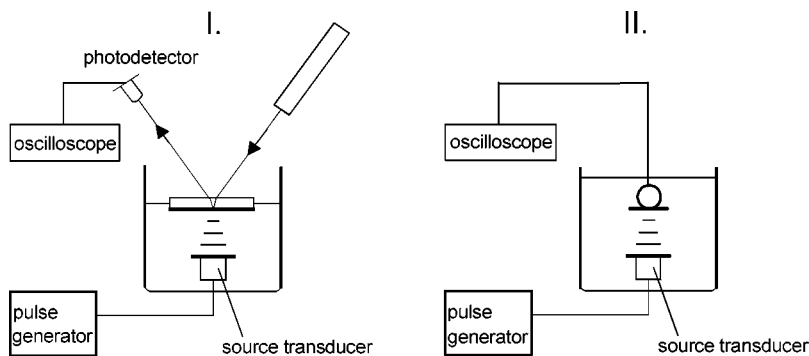 I.
photodetector
oscilloscope
pulse
generator
source transducer
II.
oscilloscope
pulse
generator
source transducer